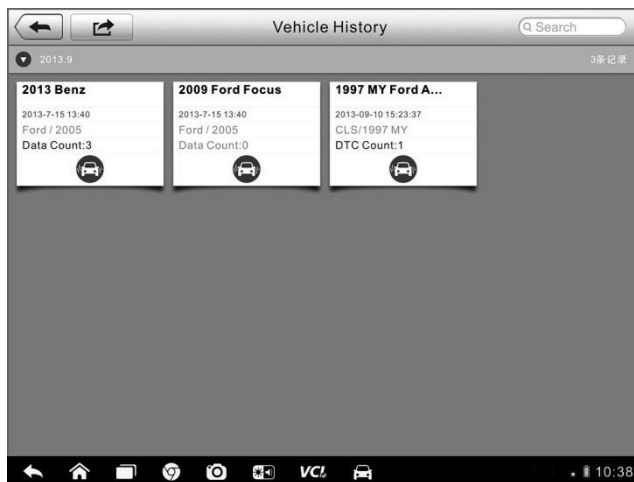 Vehicle History
Search
2013.9
3条记录
2013 Benz
2013-7-15 13:40
Ford / 2005
Data Count:3
2009 Ford Focus
2013-7-15 13:40
Ford / 2005
Data Count:0
1997 MY Ford A...
2013-09-10 15:23:37
CLS/1997 MY
DTC Count:1
VCI
10:38